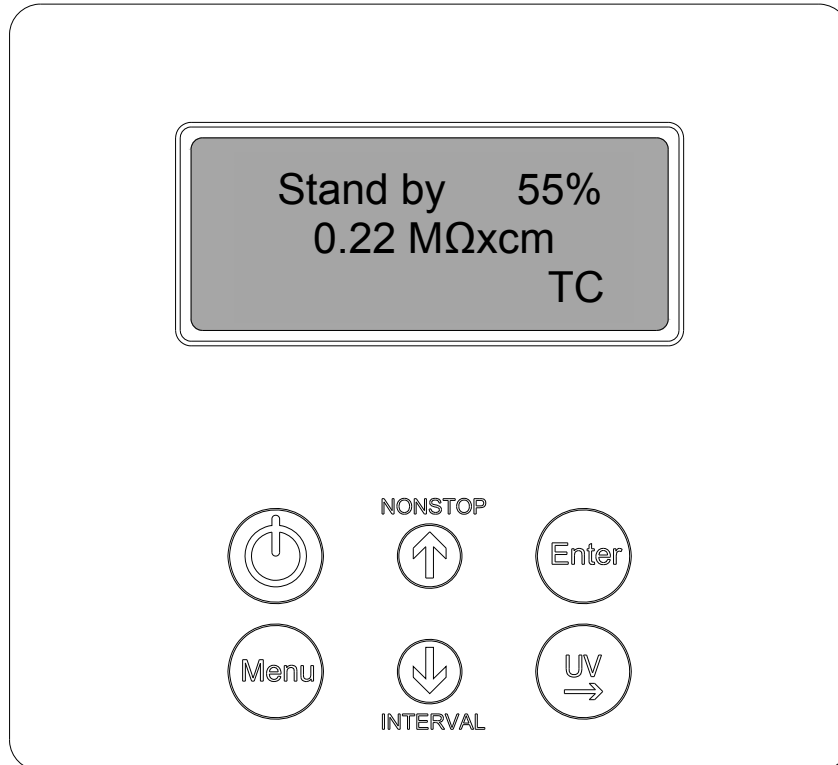 Stand by 55%
0.22 MΩxcm
TC
NONSTOP
Enter
Menu
UV
INTERVAL